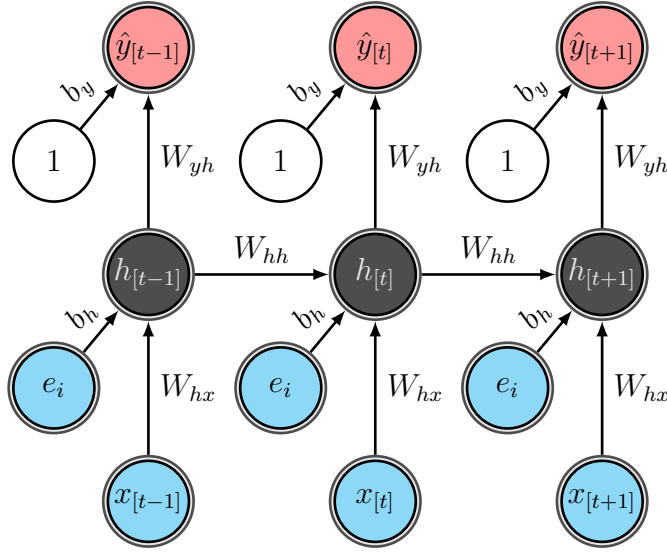 ŷ[t−1] ŷ[t] ŷ[t+1]
b_y b_y b_y
1 W_yh 1 W_yh 1 W_yh
W_hh W_hh
h[t−1] h[t] h[t+1]
b_h b_h b_h
e_i W_hx e_i W_hx e_i W_hx
x[t−1] x[t] x[t+1]